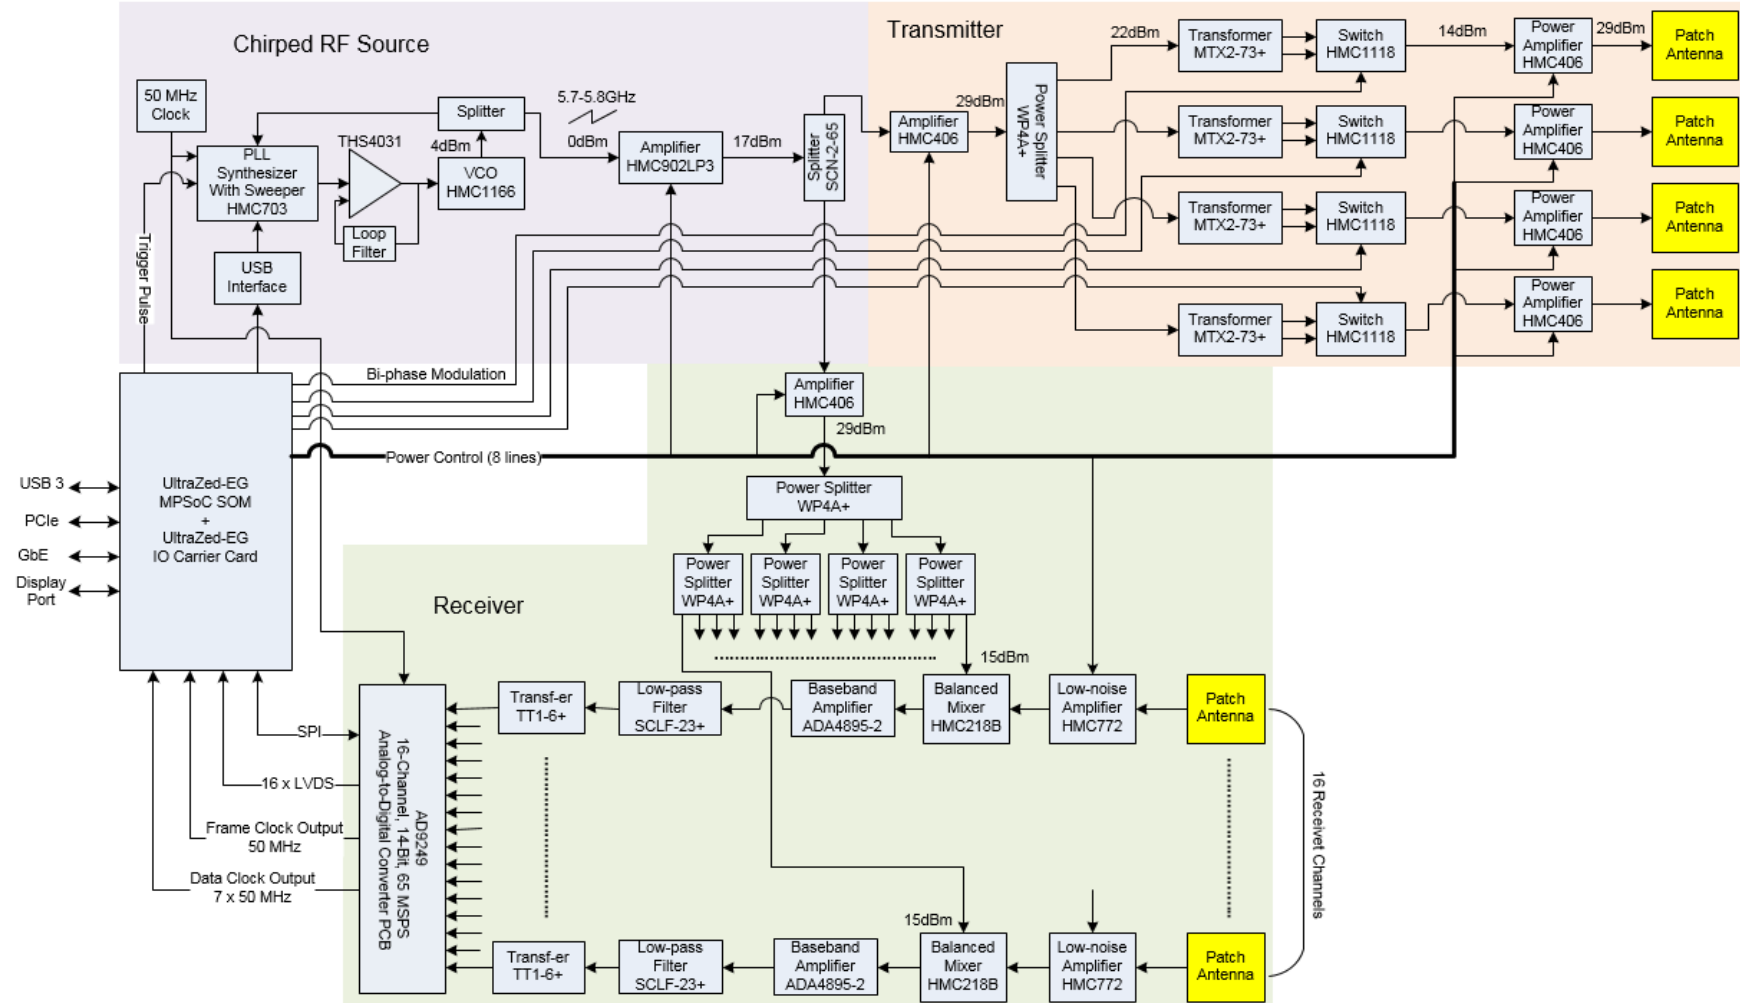 Chirped RF Source
Transmitter
50 MHz
Clock
PLL
Synthesizer
With Sweeper
HMC703
USB
Interface
Trigger Pulse
THS4031
Loop
Filter
Splitter
4dBm
VCO
HMC1166
5.7-5.8GHz
0dBm
Amplifier
HMC902LP3
17dBm
Splitter
SCN-2-65
Amplifier
HMC406
29dBm
Power Splitter
WP4A+
22dBm
Transformer
MTX2-73+
Switch
HMC1118
14dBm
Power
Amplifier
HMC406
29dBm
Patch
Antenna
Transformer
MTX2-73+
Switch
HMC1118
Power
Amplifier
HMC406
Patch
Antenna
Transformer
MTX2-73+
Switch
HMC1118
Power
Amplifier
HMC406
Patch
Antenna
Transformer
MTX2-73+
Switch
HMC1118
Power
Amplifier
HMC406
Patch
Antenna
Bi-phase Modulation
Power Control (8 lines)
USB 3
PCIe
GbE
Display
Port
UltraZed-EG
MPSoC SOM
+
UltraZed-EG
IO Carrier Card
Amplifier
HMC406
29dBm
Power Splitter
WP4A+
Power
Splitter
WP4A+
Power
Splitter
WP4A+
Power
Splitter
WP4A+
Power
Splitter
WP4A+
Receiver
15dBm
SPI
16 x LVDS
Frame Clock Output
50 MHz
Data Clock Output
7 x 50 MHz
AD9249
16-Channel, 14-Bit, 65 MSPS
Analog-to-Digital Converter PCB
Transf-er
TT1-6+
Low-pass
Filter
SCLF-23+
Baseband
Amplifier
ADA4895-2
Balanced
Mixer
HMC218B
Low-noise
Amplifier
HMC772
Patch
Antenna
16 Receivet Channels
15dBm
Transf-er
TT1-6+
Low-pass
Filter
SCLF-23+
Baseband
Amplifier
ADA4895-2
Balanced
Mixer
HMC218B
Low-noise
Amplifier
HMC772
Patch
Antenna